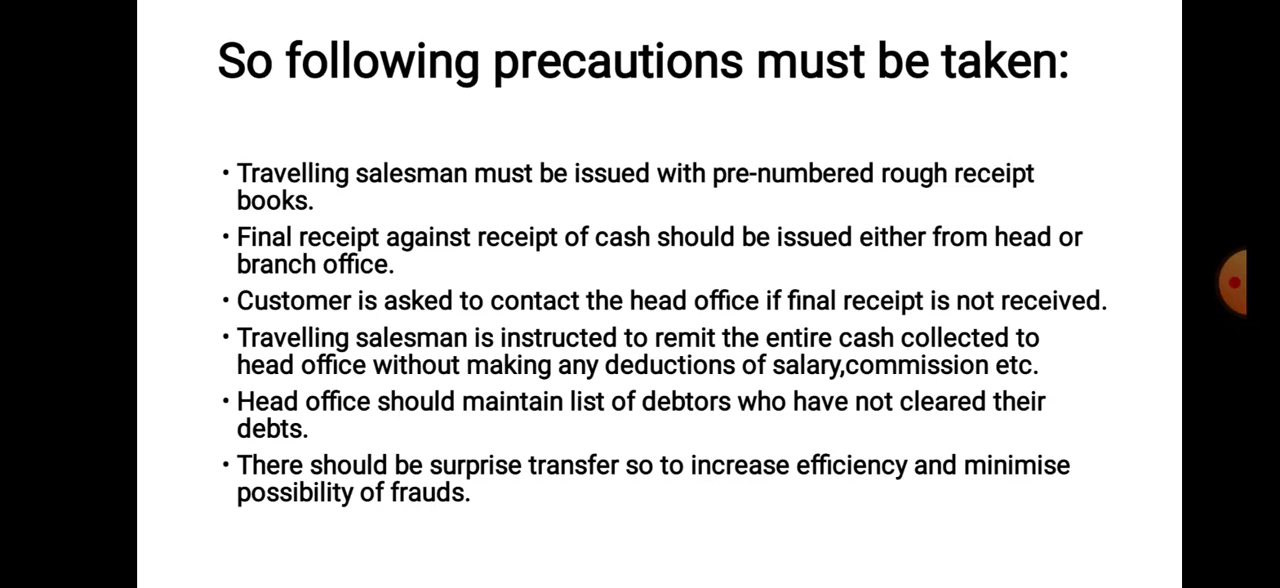 So following precautions must be taken:
• Travelling salesman must be issued with pre-numbered rough receipt
books.
• Final receipt against receipt of cash should be issued either from head or
branch office.
• Customer is asked to contact the head office if final receipt is not received.
• Travelling salesman is instructed to remit the entire cash collected to
head office without making any deductions of salary,commission etc.
• Head office should maintain list of debtors who have not cleared their
debts.
• There should be surprise transfer so to increase efficiency and minimise
possibility of frauds.